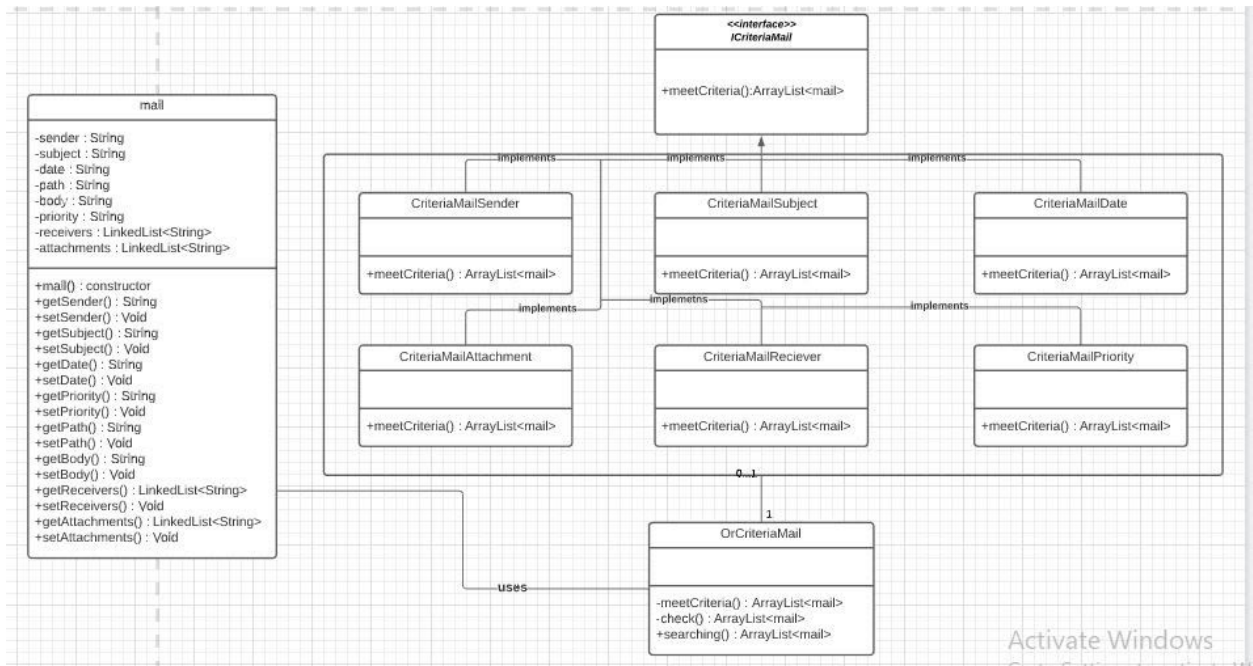 <<interface>>
ICriteriaMail
+meetCriteria():ArrayList<mail>
mail
-sender : String
-subject : String
-date : String
-path : String
-body : String
-priority : String
-receivers : LinkedList<String>
-attachments : LinkedList<String>
+mail() : constructor
+getSender() : String
+setSender() : Void
+getSubject() : String
+setSubject() : Void
+getDate() : String
+setDate() : Void
+getPriority() : String
+setPriority() : Void
+getPath() : String
+setPath() : Void
+getBody() : String
+setBody() : Void
+getReceivers() : LinkedList<String>
+setReceivers() : Void
+getAttachments() : LinkedList<String>
+setAttachments() : Void
implements
implements
implements
CriteriaMailSender
+meetCriteria() : ArrayList<mail>
CriteriaMailSubject
+meetCriteria() : ArrayList<mail>
CriteriaMailDate
+meetCriteria() : ArrayList<mail>
implements
implemetns
implements
CriteriaMailAttachment
+meetCriteria() : ArrayList<mail>
CriteriaMailReciever
+meetCriteria() : ArrayList<mail>
CriteriaMailPriority
+meetCriteria() : ArrayList<mail>
0...1
1
uses
OrCriteriaMail
-meetCriteria() : ArrayList<mail>
-check() : ArrayList<mail>
+searching() : ArrayList<mail>
Activate Windows